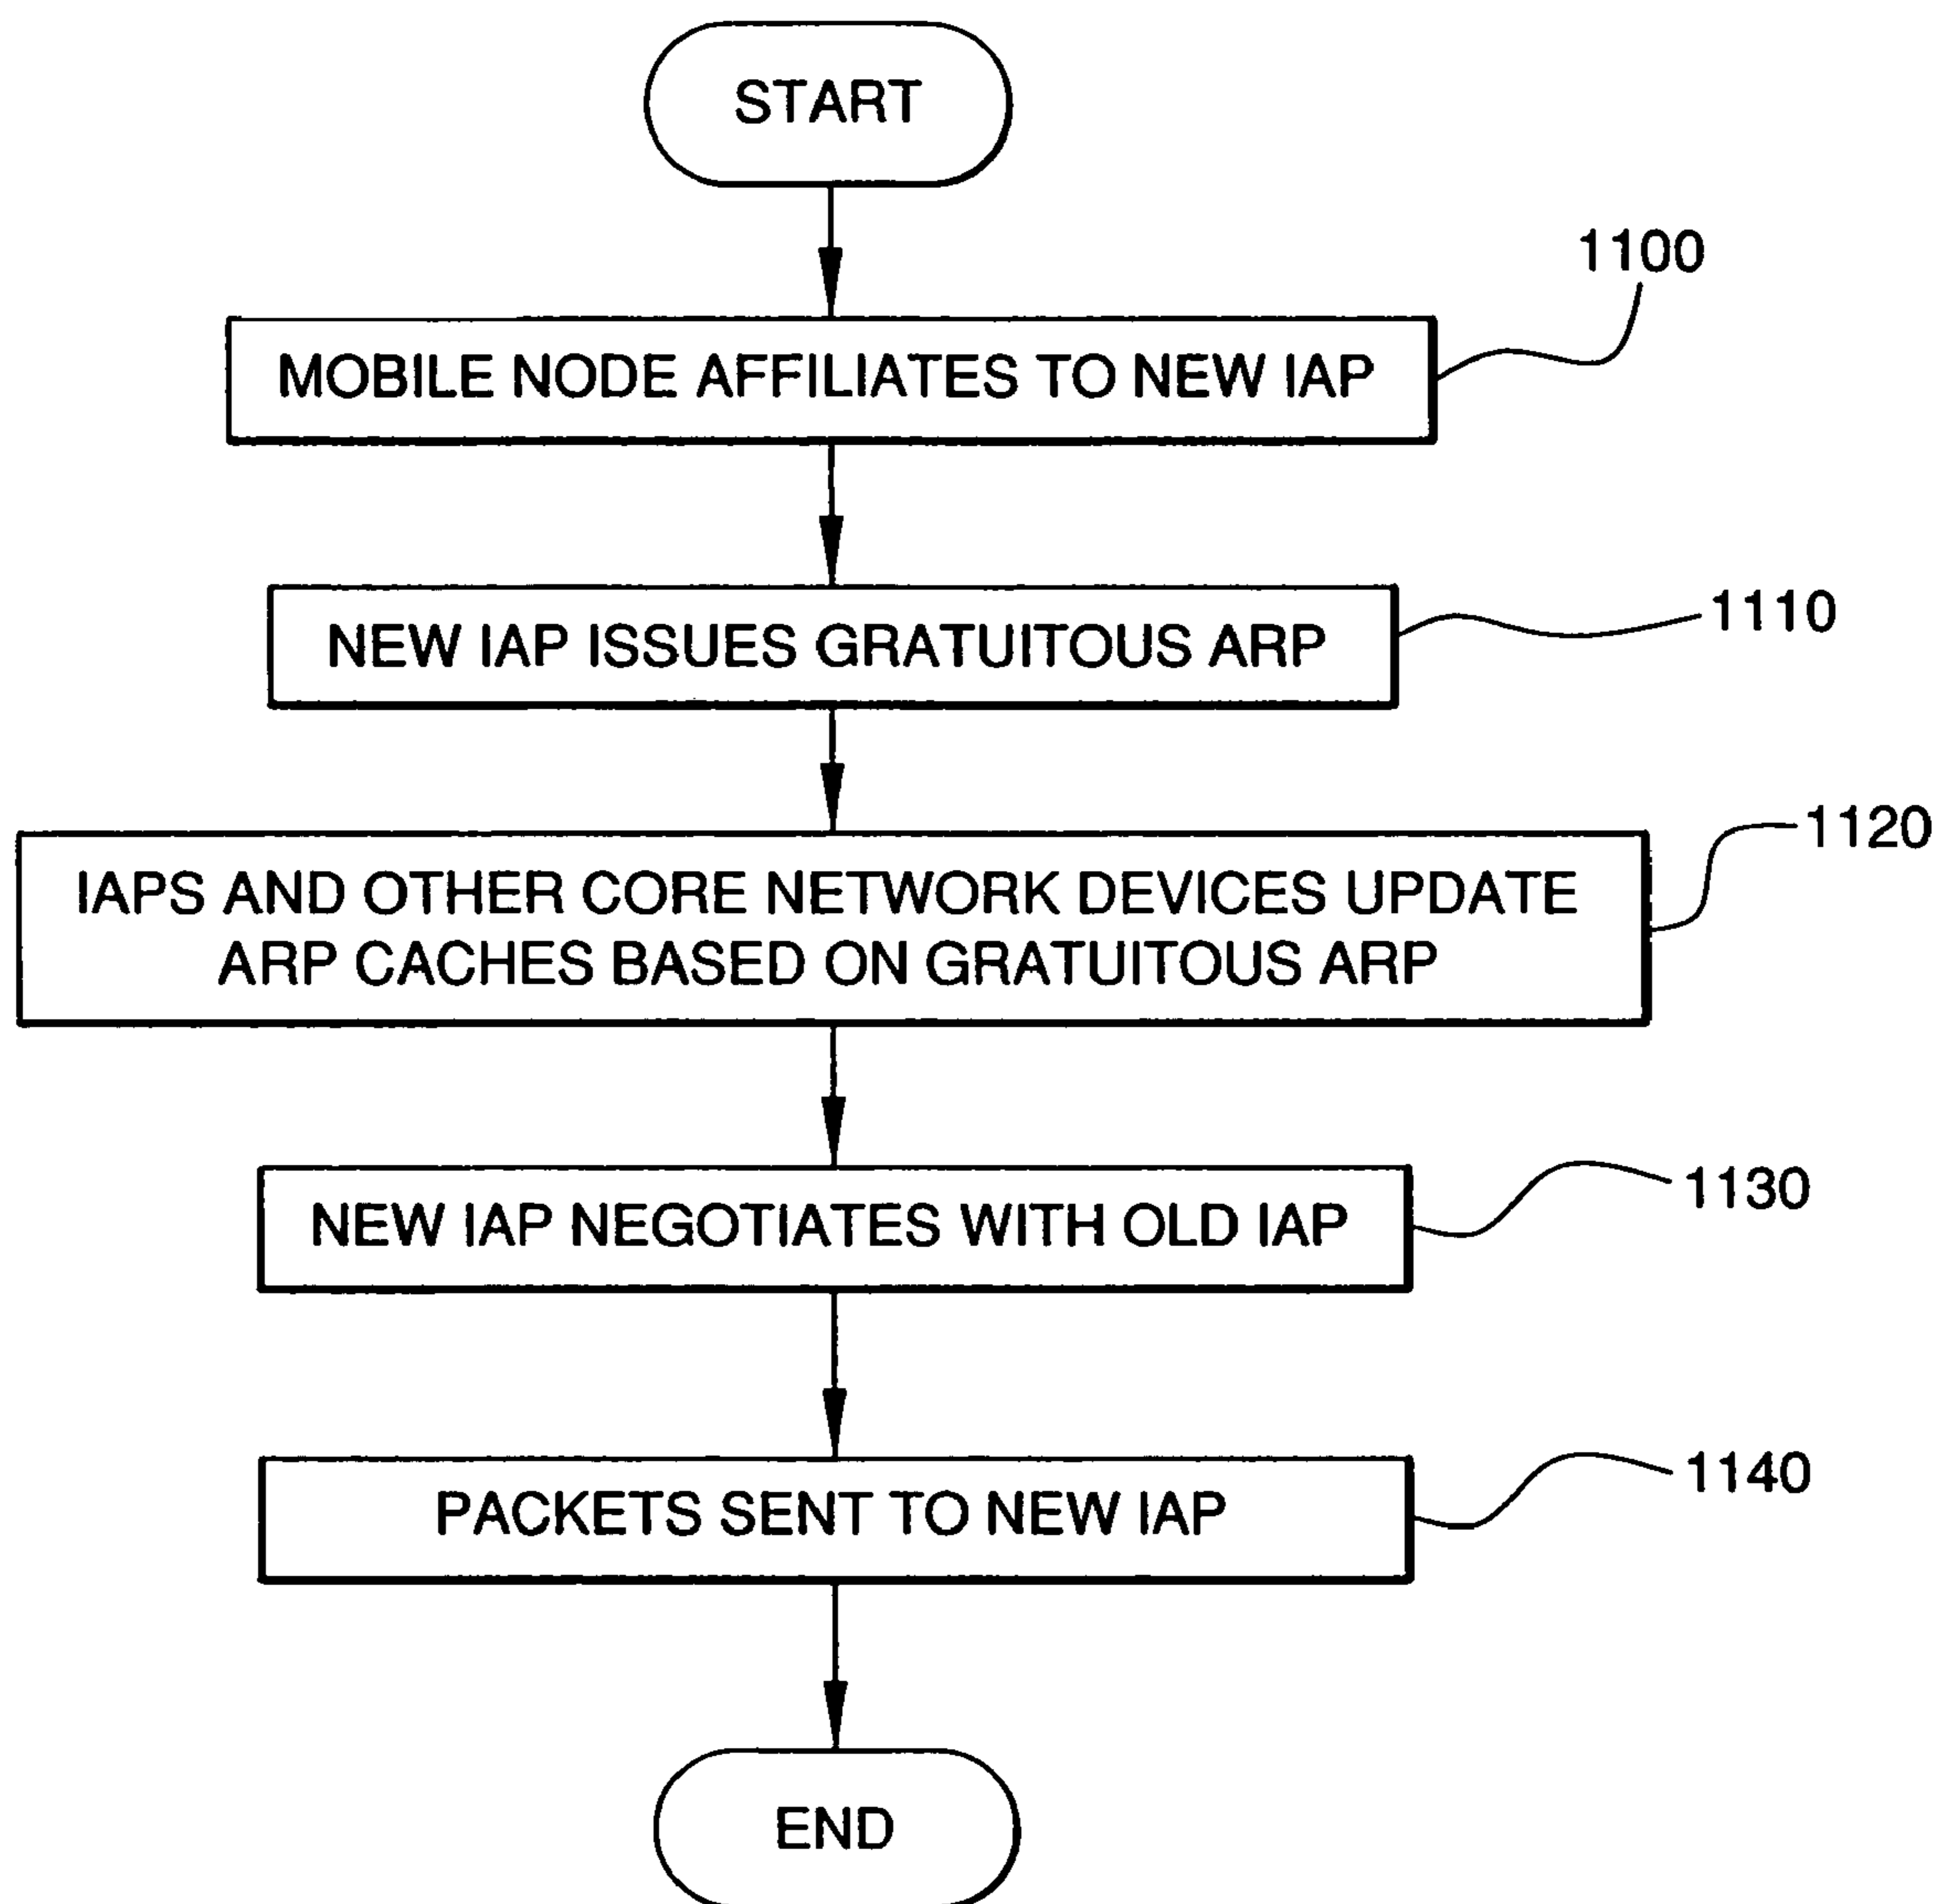 START
1100
MOBILE NODE AFFILIATES TO NEW IAP
1110
NEW IAP ISSUES GRATUITOUS ARP
1120
IAPS AND OTHER CORE NETWORK DEVICES UPDATE
ARP CACHES BASED ON GRATUITOUS ARP
1130
NEW IAP NEGOTIATES WITH OLD IAP
1140
PACKETS SENT TO NEW IAP
END